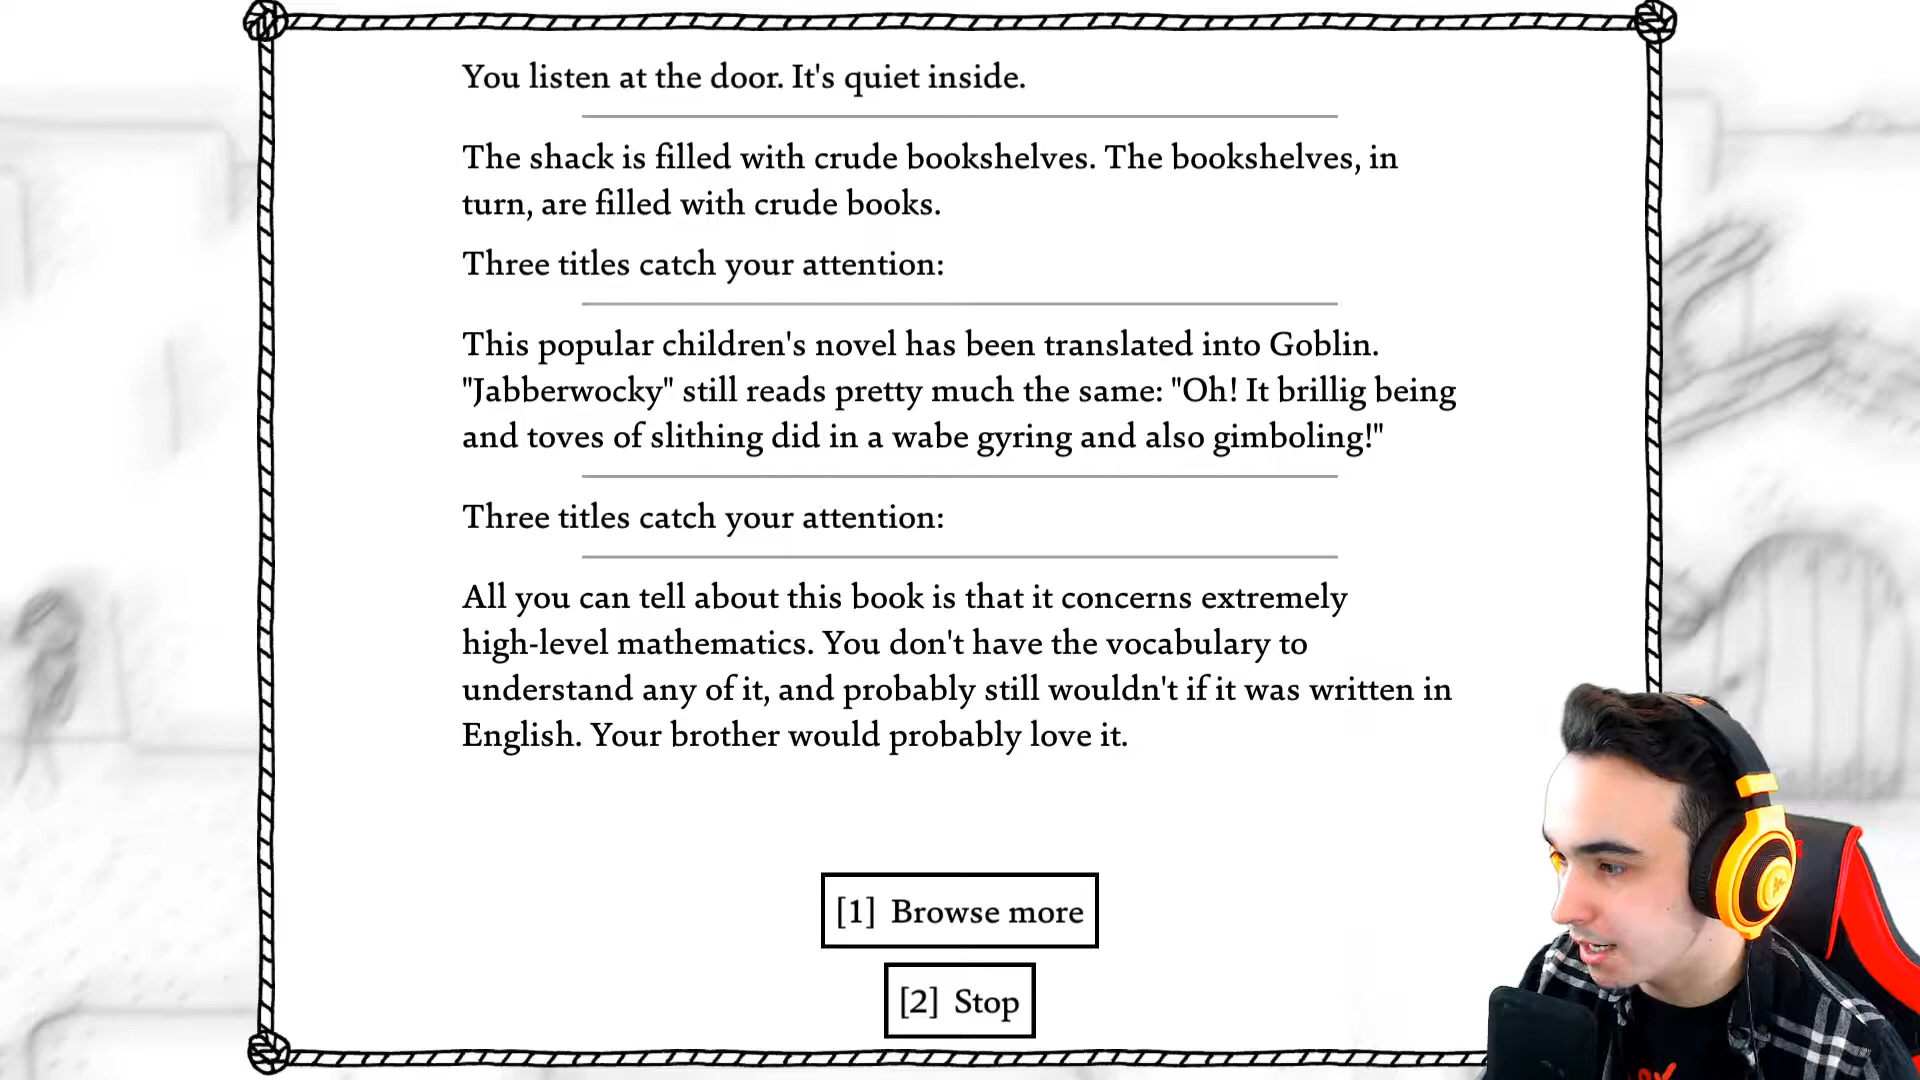 You listen at the door. It's quiet inside.
The shack is filled with crude bookshelves. The bookshelves, in
turn, are filled with crude books.
Three titles catch your attention:
This popular children's novel has been translated into Goblin.
"Jabberwocky" still reads pretty much the same: "Oh! It brillig being
and toves of slithing did in a wabe gyring and also gimboling!"
Three titles catch your attention:
All you can tell about this book is that it concerns extremely
high-level mathematics. You don't have the vocabulary to
understand any of it, and probably still wouldn't if it was written in
English. Your brother would probably love it.
[1] Browse more
[2] Stop